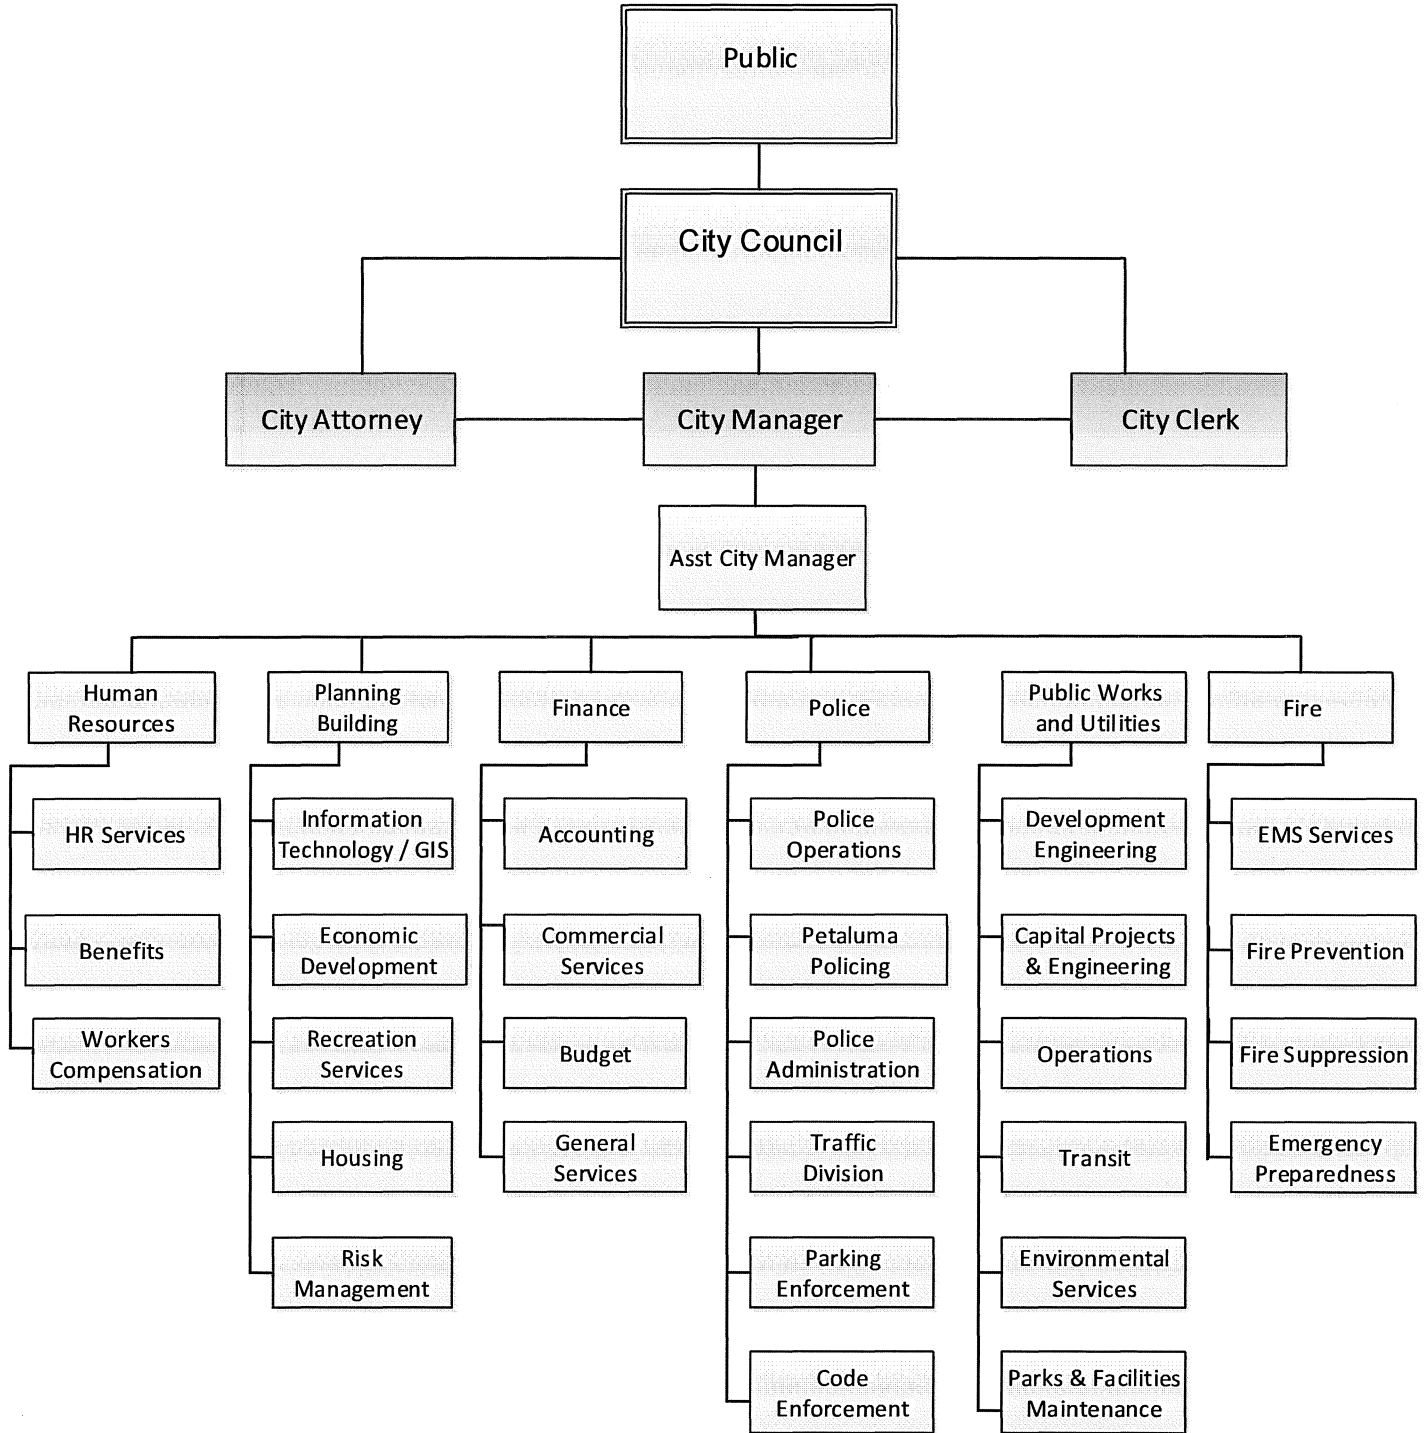 Public
City Council
City Attorney
City Manager
City Clerk
Asst City Manager
Human
Resources
Planning
Building
Finance
Police
Public Works
and Utilities
Fire
HR Services
Benefits
Workers
Compensation
Information
Technology / GIS
Economic
Development
Recreation
Services
Housing
Risk
Management
Accounting
Commercial
Services
Budget
General
Services
Police
Operations
Petaluma
Policing
Police
Administration
Traffic
Division
Parking
Enforcement
Code
Enforcement
Development
Engineering
Capital Projects
& Engineering
Operations
Transit
Environmental
Services
Parks & Facilities
Maintenance
EMS Services
Fire Prevention
Fire Suppression
Emergency
Preparedness